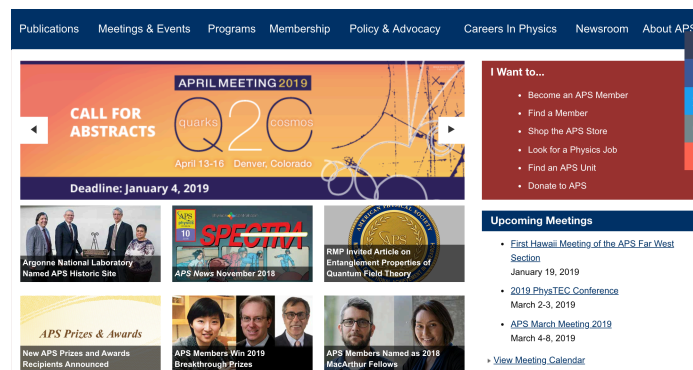 Publications Meetings & Events Programs Membership Policy & Advocacy Careers In Physics Newsroom About APS
APRIL MEETING 2019
CALL FOR
ABSTRACTS
Q2C
quarks cosmos
April 13-16 Denver, Colorado
Deadline: January 4, 2019
Argonne National Laboratory
Named APS Historic Site
APS
physics
10
SPECTRA
APS News November 2018
AMERICAN PHYSICAL SOCIETY
RMP Invited Article on
Entanglement Properties of
Quantum Field Theory
APS Prizes & Awards
New APS Prizes and Awards
Recipients Announced
APS Members Win 2019
Breakthrough Prizes
APS Members Named as 2018
MacArthur Fellows
I Want to...
• Become an APS Member
• Find a Member
• Shop the APS Store
• Look for a Physics Job
• Find an APS Unit
• Donate to APS
Upcoming Meetings
• First Hawaii Meeting of the APS Far West
Section
January 19, 2019
• 2019 PhysTEC Conference
March 2-3, 2019
• APS March Meeting 2019
March 4-8, 2019
View Meeting Calendar